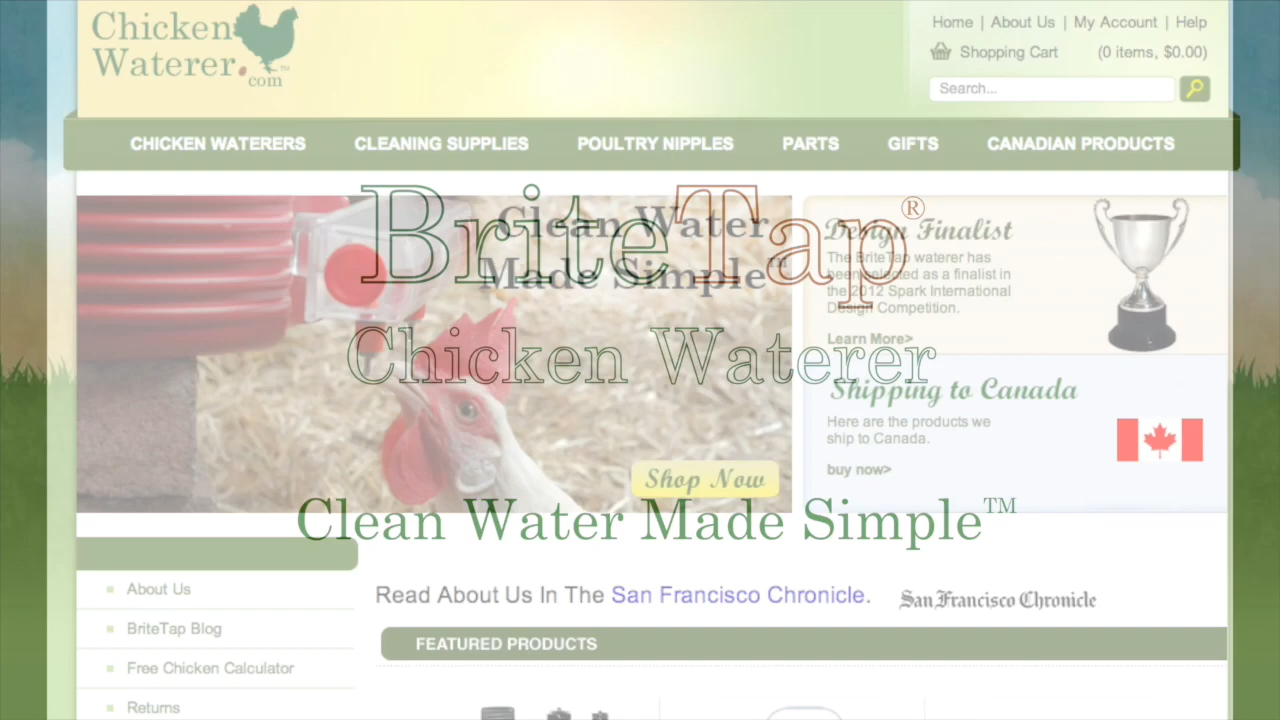 Chicken
Waterer.com™
Home | About Us | My Account | Help
Shopping Cart (0 items, $0.00)
Search...
CHICKEN WATERERS CLEANING SUPPLIES POULTRY NIPPLES PARTS GIFTS CANADIAN PRODUCTS
BriteTap®
Clean Water
Made Simple™
Chicken Waterer
Clean Water Made Simple™
Shop Now
Design Finalist
The BriteTap waterer has
been selected as a finalist in
the 2012 Spark International
Design Competition.
Learn More>
Shipping to Canada
Here are the products we
ship to Canada.
buy now>
About Us
BriteTap Blog
Free Chicken Calculator
Returns
Read About Us In The San Francisco Chronicle.
San Francisco Chronicle
FEATURED PRODUCTS